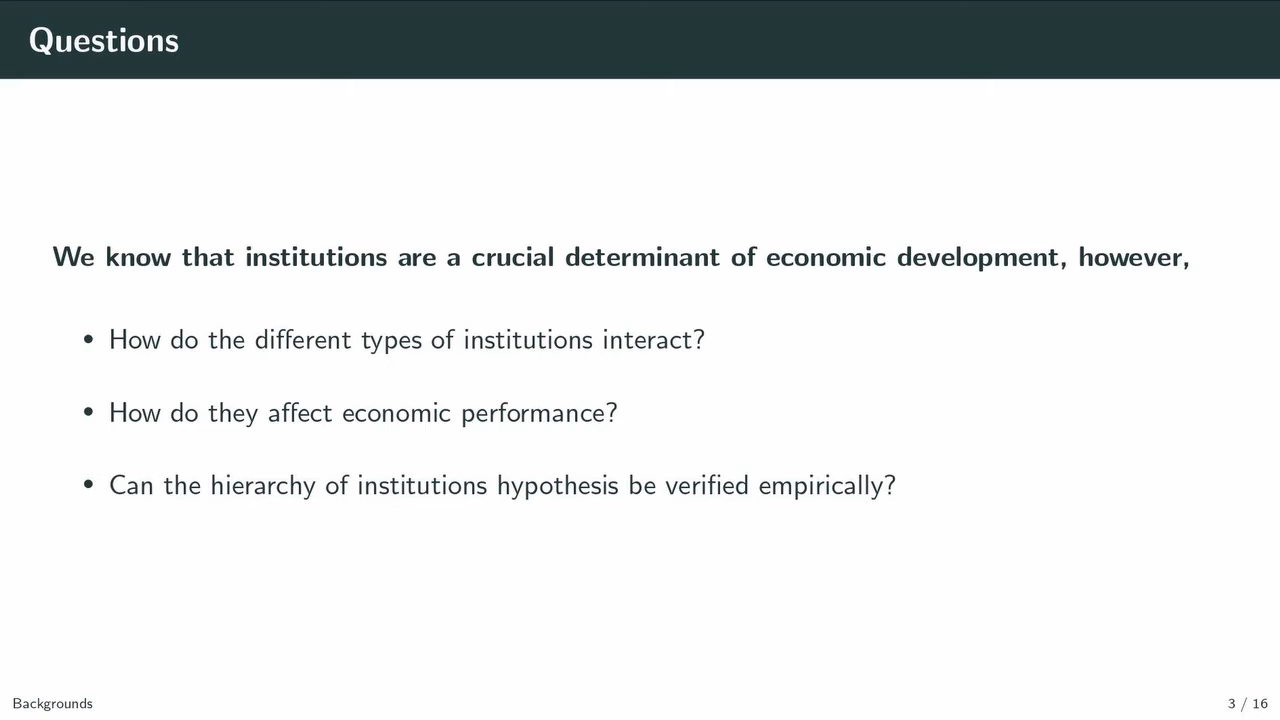 Questions
We know that institutions are a crucial determinant of economic development, however,
• How do the different types of institutions interact?
• How do they affect economic performance?
• Can the hierarchy of institutions hypothesis be verified empirically?
Backgrounds
3 / 16